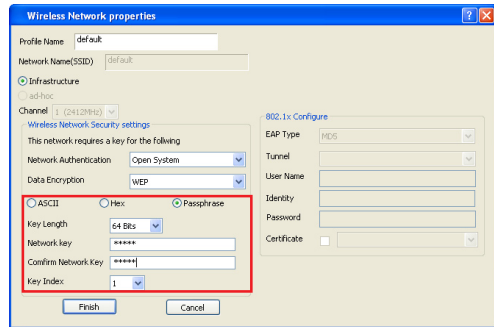 Wireless Network properties
Profile Name default
Network Name(SSID) default
Infrastructure
ad-hoc
Channel 1 (2412MHz)
Wireless Network Security settings
This network requires a key for the follwing
Network Authentication Open System
Data Encryption WEP
ASCII Hex Passphrase
Key Length 64 Bits
Network key *****
Comfirm Network Key *****
Key Index 1
Finish Cancel
802.1x Configure
EAP Type MD5
Tunnel
User Name
Identity
Password
Certificate